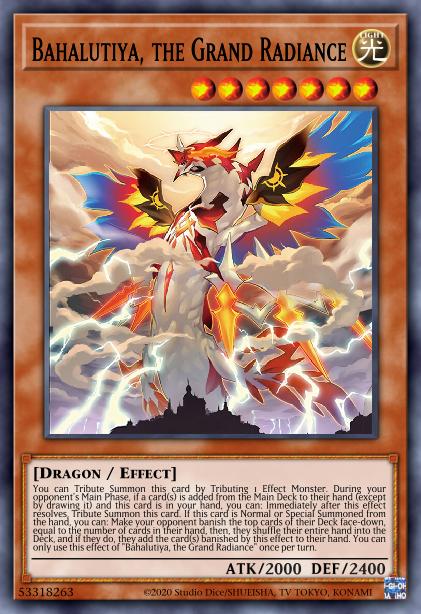 BAHALUTIYA, THE GRAND RADIANCE
LIGHT
光
[DRAGON / EFFECT]
You can Tribute Summon this card by Tributing 1 Effect Monster. During your
opponent's Main Phase, if a card(s) is added from the Main Deck to their hand (except
by drawing it) and this card is in your hand, you can: Immediately after this effect
resolves, Tribute Summon this card. If this card is Normal or Special Summoned from
the hand, you can: Make your opponent banish the top cards of their Deck face-down,
equal to the number of cards in their hand, then, they shuffle their entire hand into the
Deck, and if they do, they add the card(s) banished by this effect to their hand. You can
only use this effect of "Bahalutiya, the Grand Radiance" once per turn.
ATK/2000 DEF/2400
53318263
©2020 Studio Dice/SHUEISHA, TV TOKYO, KONAMI